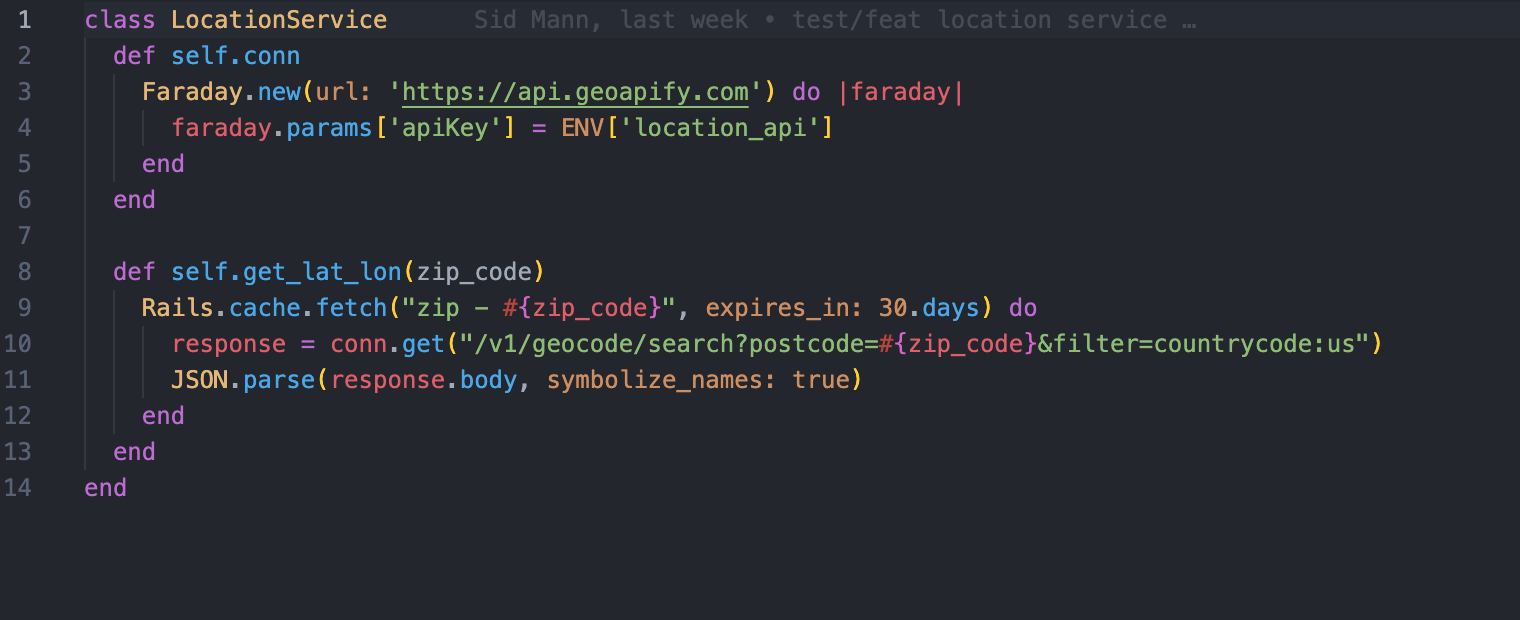 1 class LocationService Sid Mann, last week • test/feat location service …
2 def self.conn
3 Faraday.new(url: 'https://api.geoapify.com') do |faraday|
4 faraday.params['apiKey'] = ENV['location_api']
5 end
6 end
7
8 def self.get_lat_lon(zip_code)
9 Rails.cache.fetch("zip - #{zip_code}", expires_in: 30.days) do
10 response = conn.get("/v1/geocode/search?postcode=#{zip_code}&filter=countrycode:us")
11 JSON.parse(response.body, symbolize_names: true)
12 end
13 end
14 end